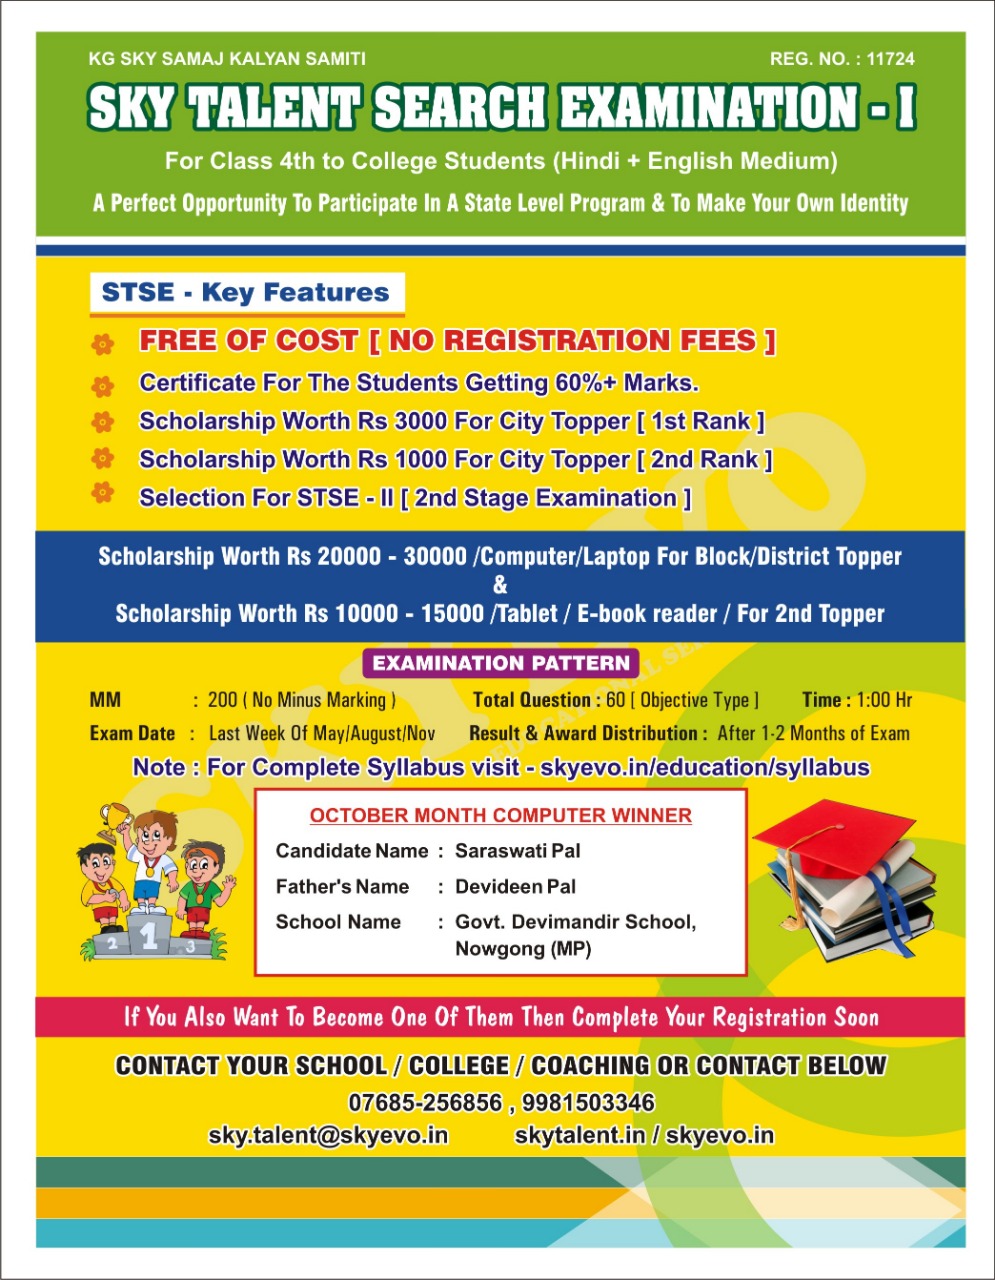 KG SKY SAMAJ KALYAN SAMITI REG. NO. : 11724
SKY TALENT SEARCH EXAMINATION - I
For Class 4th to College Students (Hindi + English Medium)
A Perfect Opportunity To Participate In A State Level Program & To Make Your Own Identity
STSE - Key Features
FREE OF COST [ NO REGISTRATION FEES ]
Certificate For The Students Getting 60%+ Marks.
Scholarship Worth Rs 3000 For City Topper [ 1st Rank ]
Scholarship Worth Rs 1000 For City Topper [ 2nd Rank ]
Selection For STSE - II [ 2nd Stage Examination ]
Scholarship Worth Rs 20000 - 30000 /Computer/Laptop For Block/District Topper
&
Scholarship Worth Rs 10000 - 15000 /Tablet / E-book reader / For 2nd Topper
EXAMINATION PATTERN
MM : 200 ( No Minus Marking ) Total Question : 60 [ Objective Type ] Time : 1:00 Hr
Exam Date : Last Week Of May/August/Nov Result & Award Distribution : After 1-2 Months of Exam
Note : For Complete Syllabus visit - skyevo.in/education/syllabus
OCTOBER MONTH COMPUTER WINNER
Candidate Name : Saraswati Pal
Father's Name : Devideen Pal
School Name : Govt. Devimandir School,
Nowgong (MP)
2 1 3
If You Also Want To Become One Of Them Then Complete Your Registration Soon
CONTACT YOUR SCHOOL / COLLEGE / COACHING OR CONTACT BELOW
07685-256856 , 9981503346
sky.talent@skyevo.in skytalent.in / skyevo.in